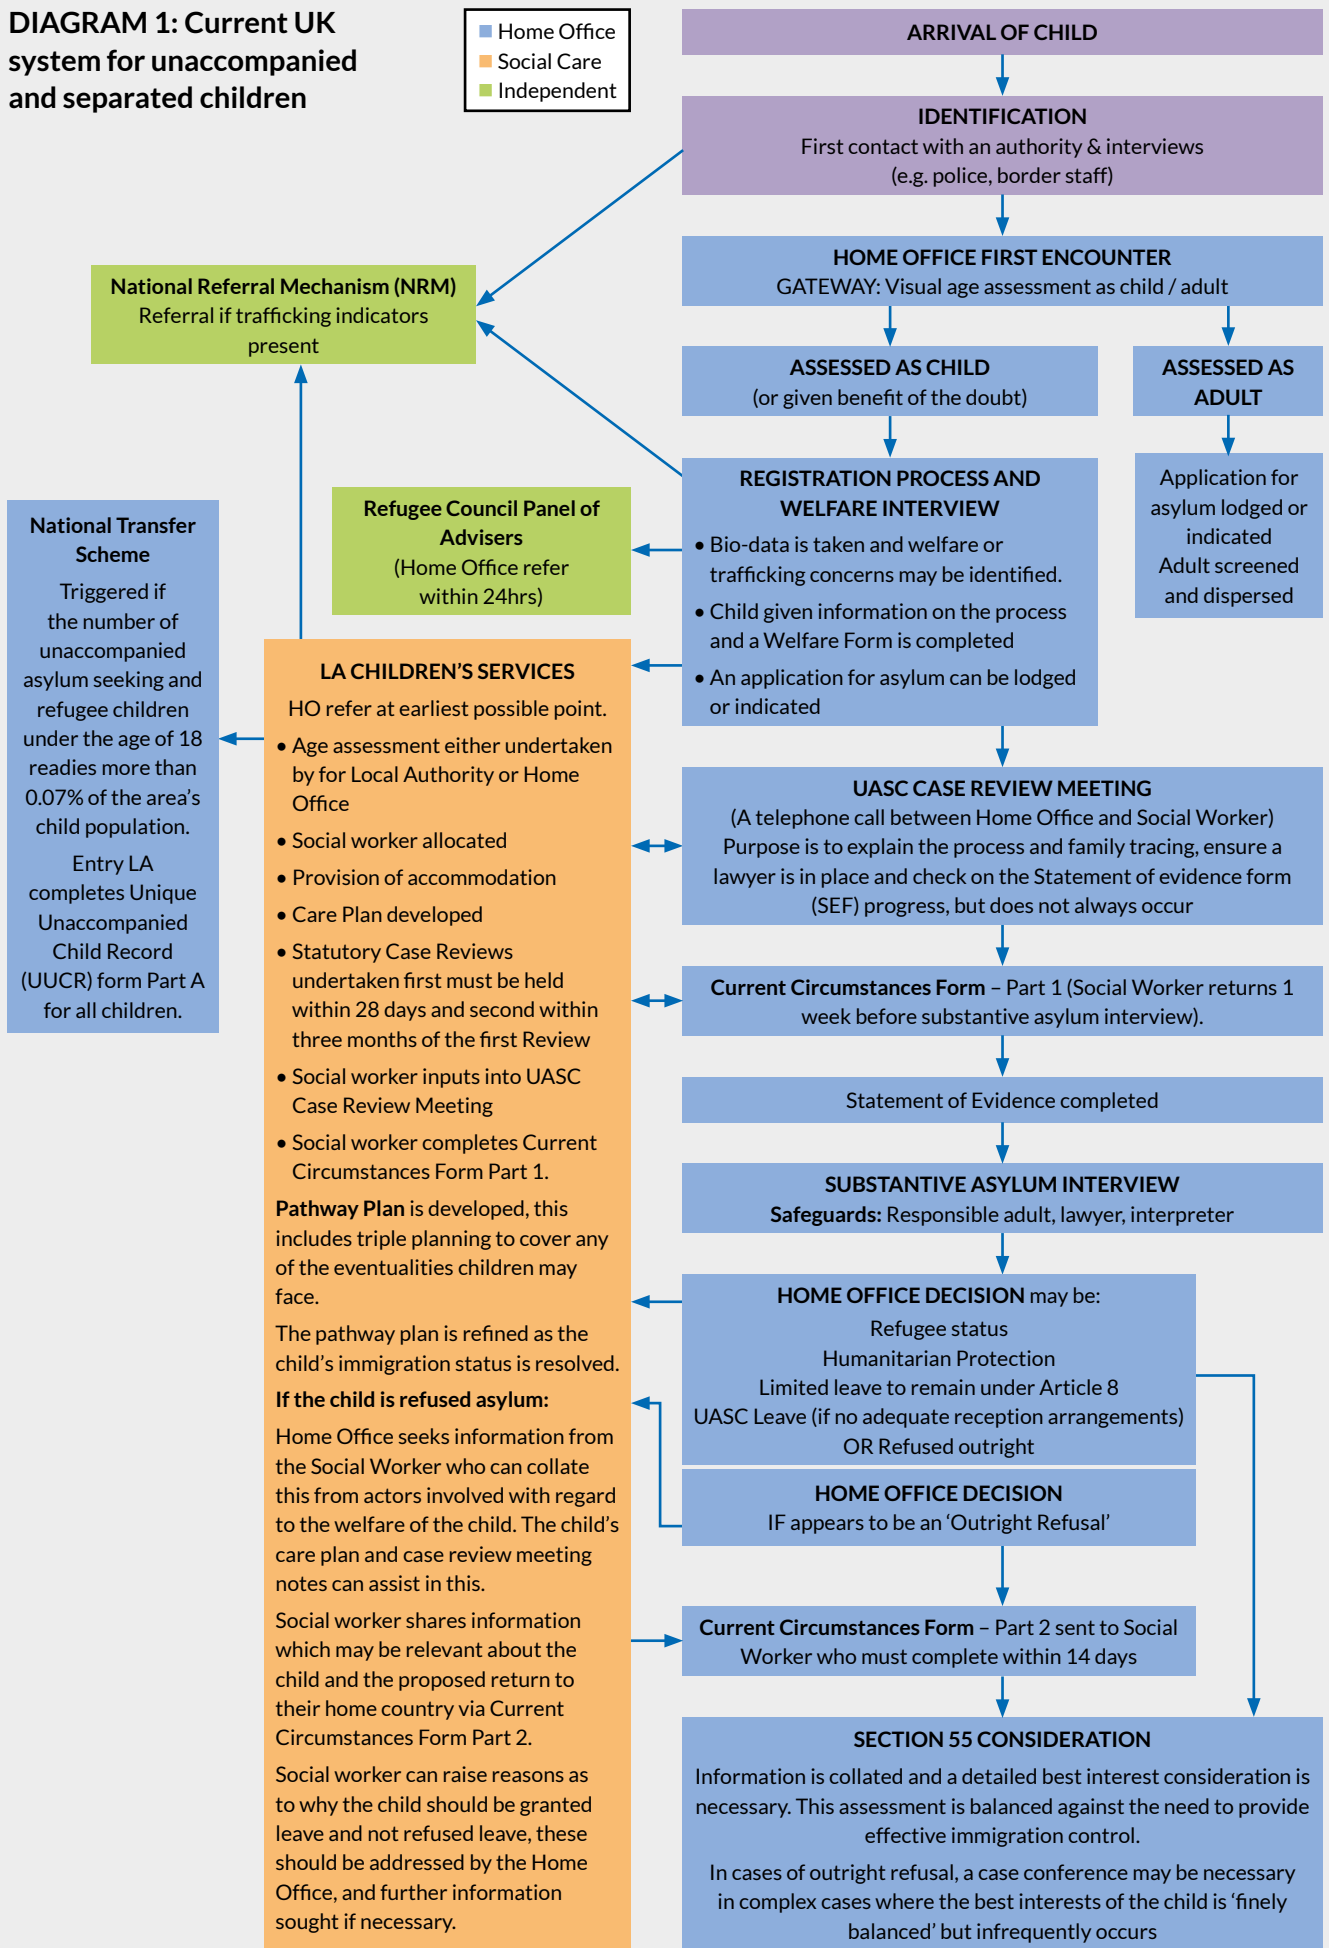 DIAGRAM 1: Current UK
system for unaccompanied
and separated children
Home Office
Social Care
Independent
ARRIVAL OF CHILD
IDENTIFICATION
First contact with an authority & interviews
(e.g. police, border staff)
HOME OFFICE FIRST ENCOUNTER
GATEWAY: Visual age assessment as child / adult
National Referral Mechanism (NRM)
Referral if trafficking indicators
present
ASSESSED AS CHILD
(or given benefit of the doubt)
ASSESSED AS
ADULT
REGISTRATION PROCESS AND
WELFARE INTERVIEW
• Bio-data is taken and welfare or
trafficking concerns may be identified.
• Child given information on the process
and a Welfare Form is completed
• An application for asylum can be lodged
or indicated
Application for
asylum lodged or
indicated
Adult screened
and dispersed
Refugee Council Panel of
Advisers
(Home Office refer
within 24hrs)
National Transfer
Scheme
Triggered if
the number of
unaccompanied
asylum seeking and
refugee children
under the age of 18
readies more than
0.07% of the area's
child population.
Entry LA
completes Unique
Unaccompanied
Child Record
(UUCR) form Part A
for all children.
LA CHILDREN'S SERVICES
HO refer at earliest possible point.
• Age assessment either undertaken
by for Local Authority or Home
Office
• Social worker allocated
• Provision of accommodation
• Care Plan developed
• Statutory Case Reviews
undertaken first must be held
within 28 days and second within
three months of the first Review
• Social worker inputs into UASC
Case Review Meeting
• Social worker completes Current
Circumstances Form Part 1.
Pathway Plan is developed, this
includes triple planning to cover any
of the eventualities children may
face.
The pathway plan is refined as the
child's immigration status is resolved.
If the child is refused asylum:
Home Office seeks information from
the Social Worker who can collate
this from actors involved with regard
to the welfare of the child. The child's
care plan and case review meeting
notes can assist in this.
Social worker shares information
which may be relevant about the
child and the proposed return to
their home country via Current
Circumstances Form Part 2.
Social worker can raise reasons as
to why the child should be granted
leave and not refused leave, these
should be addressed by the Home
Office, and further information
sought if necessary.
UASC CASE REVIEW MEETING
(A telephone call between Home Office and Social Worker)
Purpose is to explain the process and family tracing, ensure a
lawyer is in place and check on the Statement of evidence form
(SEF) progress, but does not always occur
Current Circumstances Form – Part 1 (Social Worker returns 1
week before substantive asylum interview).
Statement of Evidence completed
SUBSTANTIVE ASYLUM INTERVIEW
Safeguards: Responsible adult, lawyer, interpreter
HOME OFFICE DECISION may be:
Refugee status
Humanitarian Protection
Limited leave to remain under Article 8
UASC Leave (if no adequate reception arrangements)
OR Refused outright
HOME OFFICE DECISION
IF appears to be an 'Outright Refusal'
Current Circumstances Form – Part 2 sent to Social
Worker who must complete within 14 days
SECTION 55 CONSIDERATION
Information is collated and a detailed best interest consideration is
necessary. This assessment is balanced against the need to provide
effective immigration control.
In cases of outright refusal, a case conference may be necessary
in complex cases where the best interests of the child is 'finely
balanced' but infrequently occurs